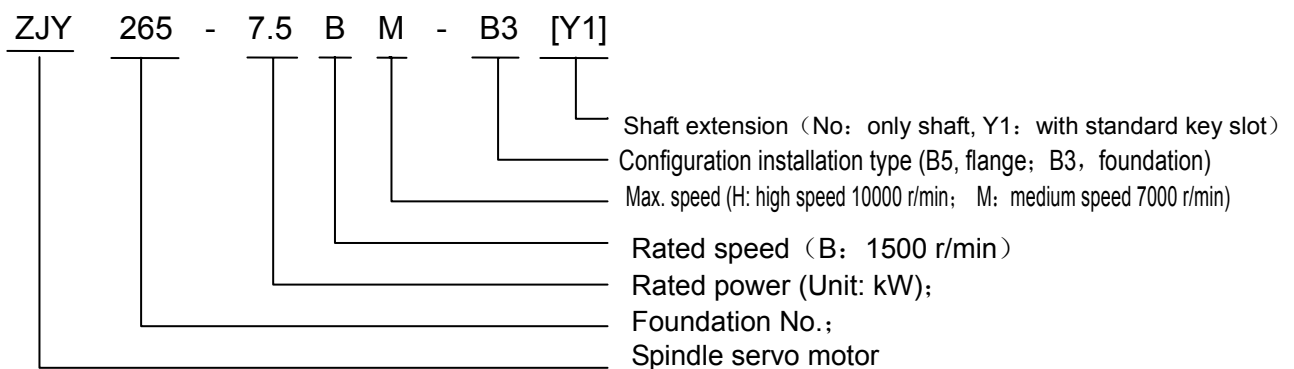 ZJY 265 - 7.5 B M - B3 [Y1]
Shaft extension（No：only shaft, Y1：with standard key slot）
Configuration installation type (B5, flange；B3，foundation)
Max. speed (H: high speed 10000 r/min； M：medium speed 7000 r/min)
Rated speed（B：1500 r/min）
Rated power (Unit: kW)；
Foundation No.；
Spindle servo motor